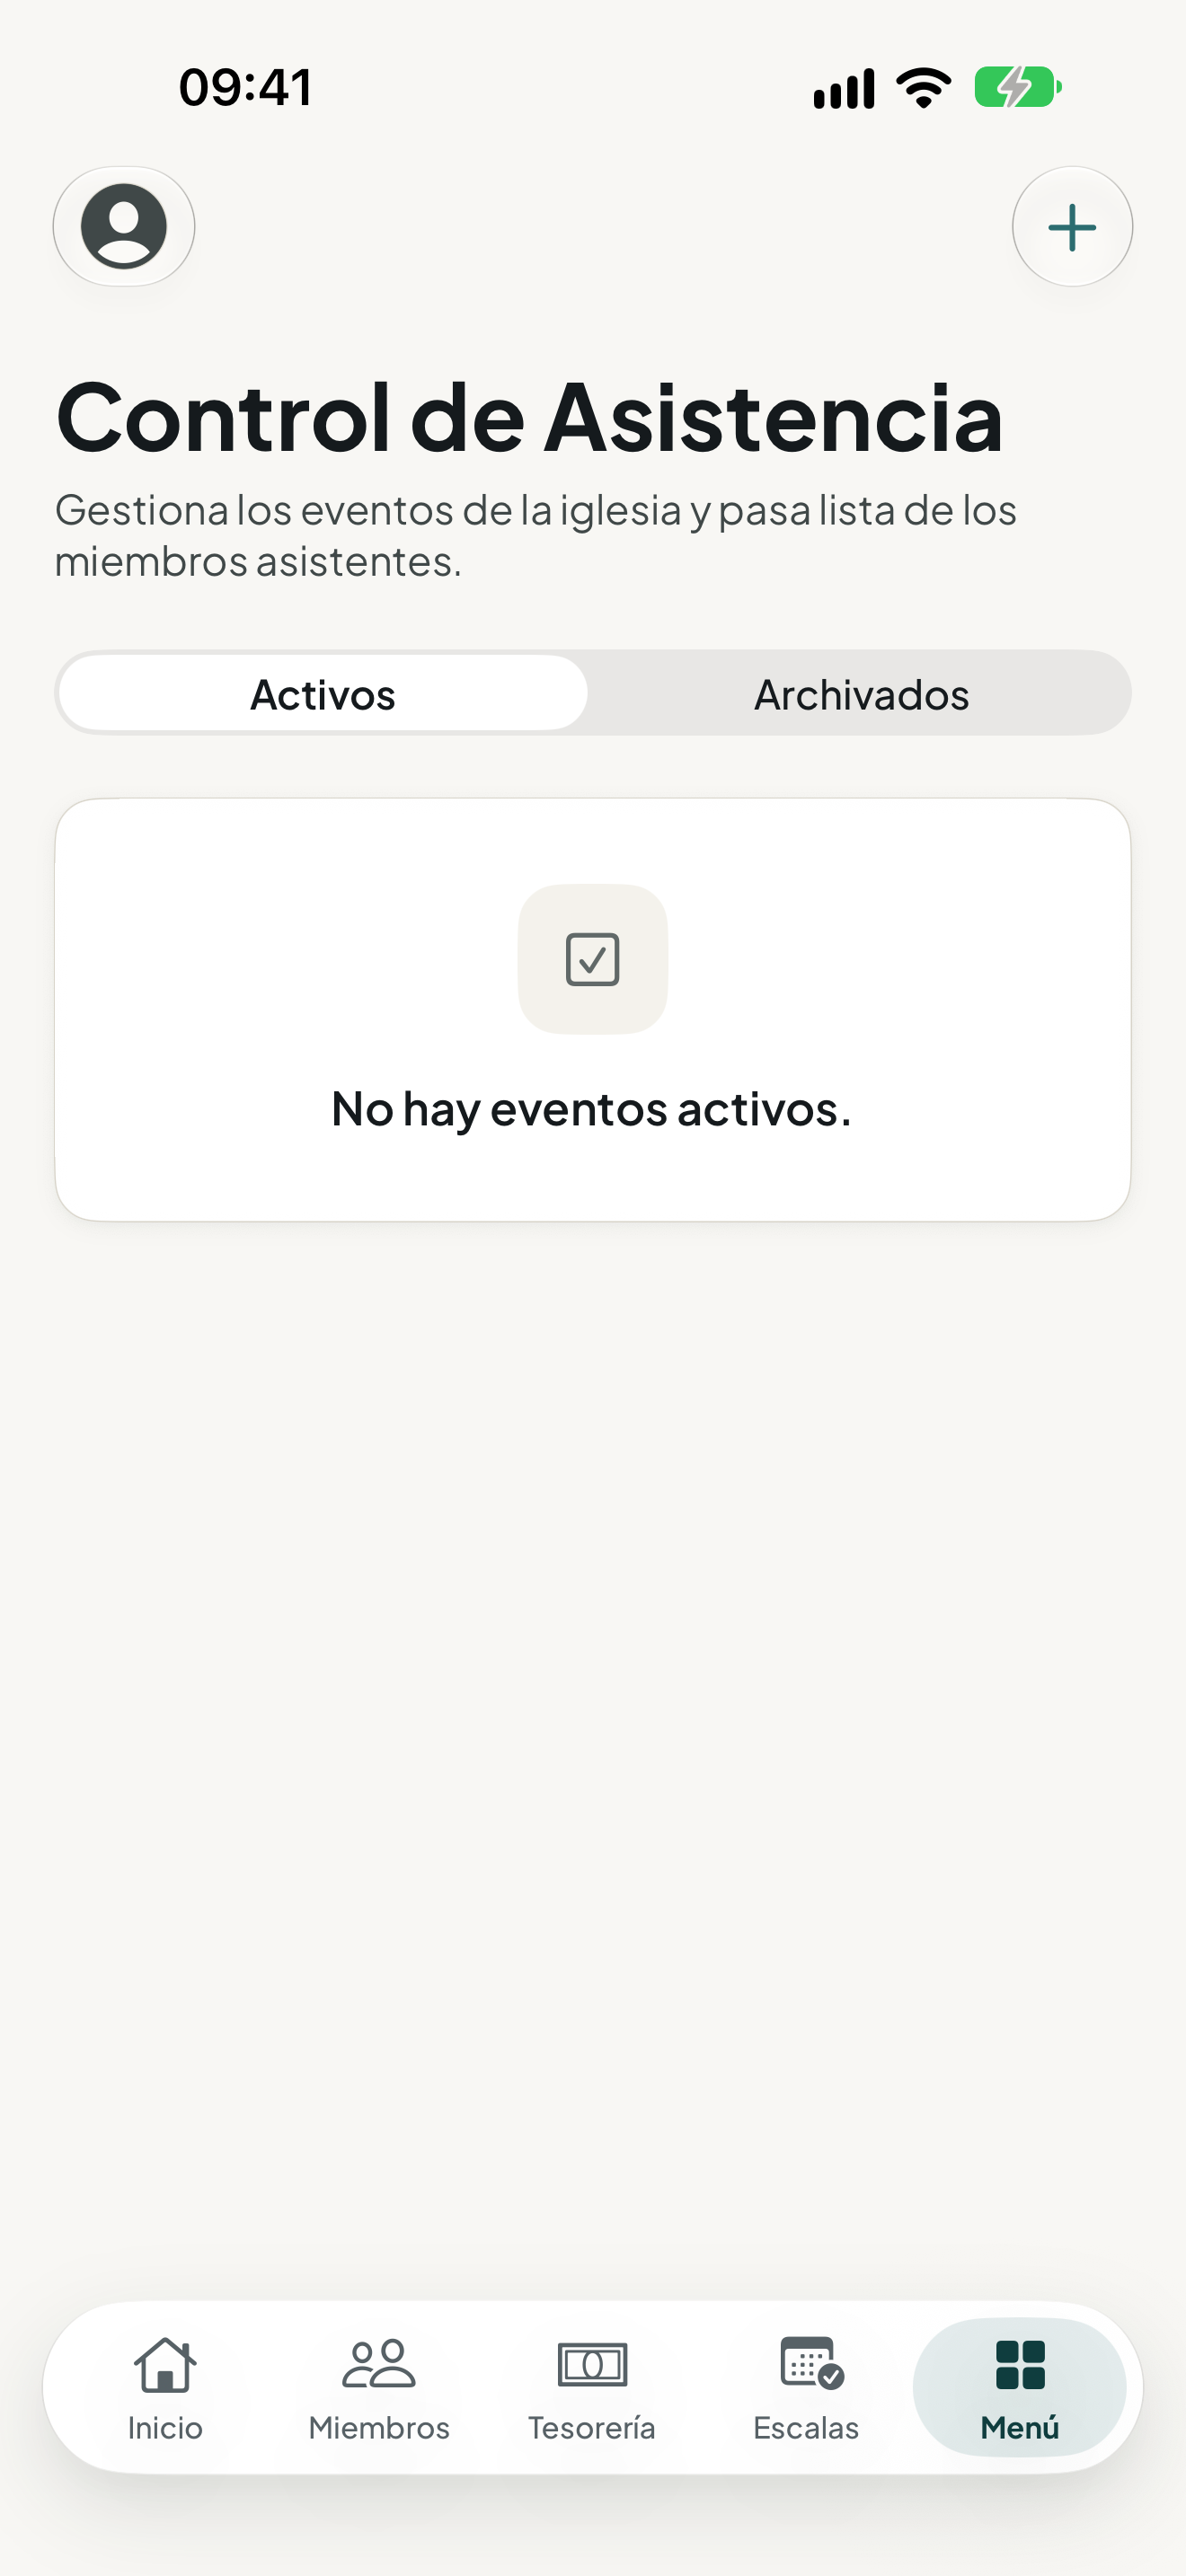 09:41
Control de Asistencia
Gestiona los eventos de la iglesia y pasa lista de los
miembros asistentes.
Activos
Archivados
No hay eventos activos.
Inicio
Miembros
Tesorería
Escalas
Menú